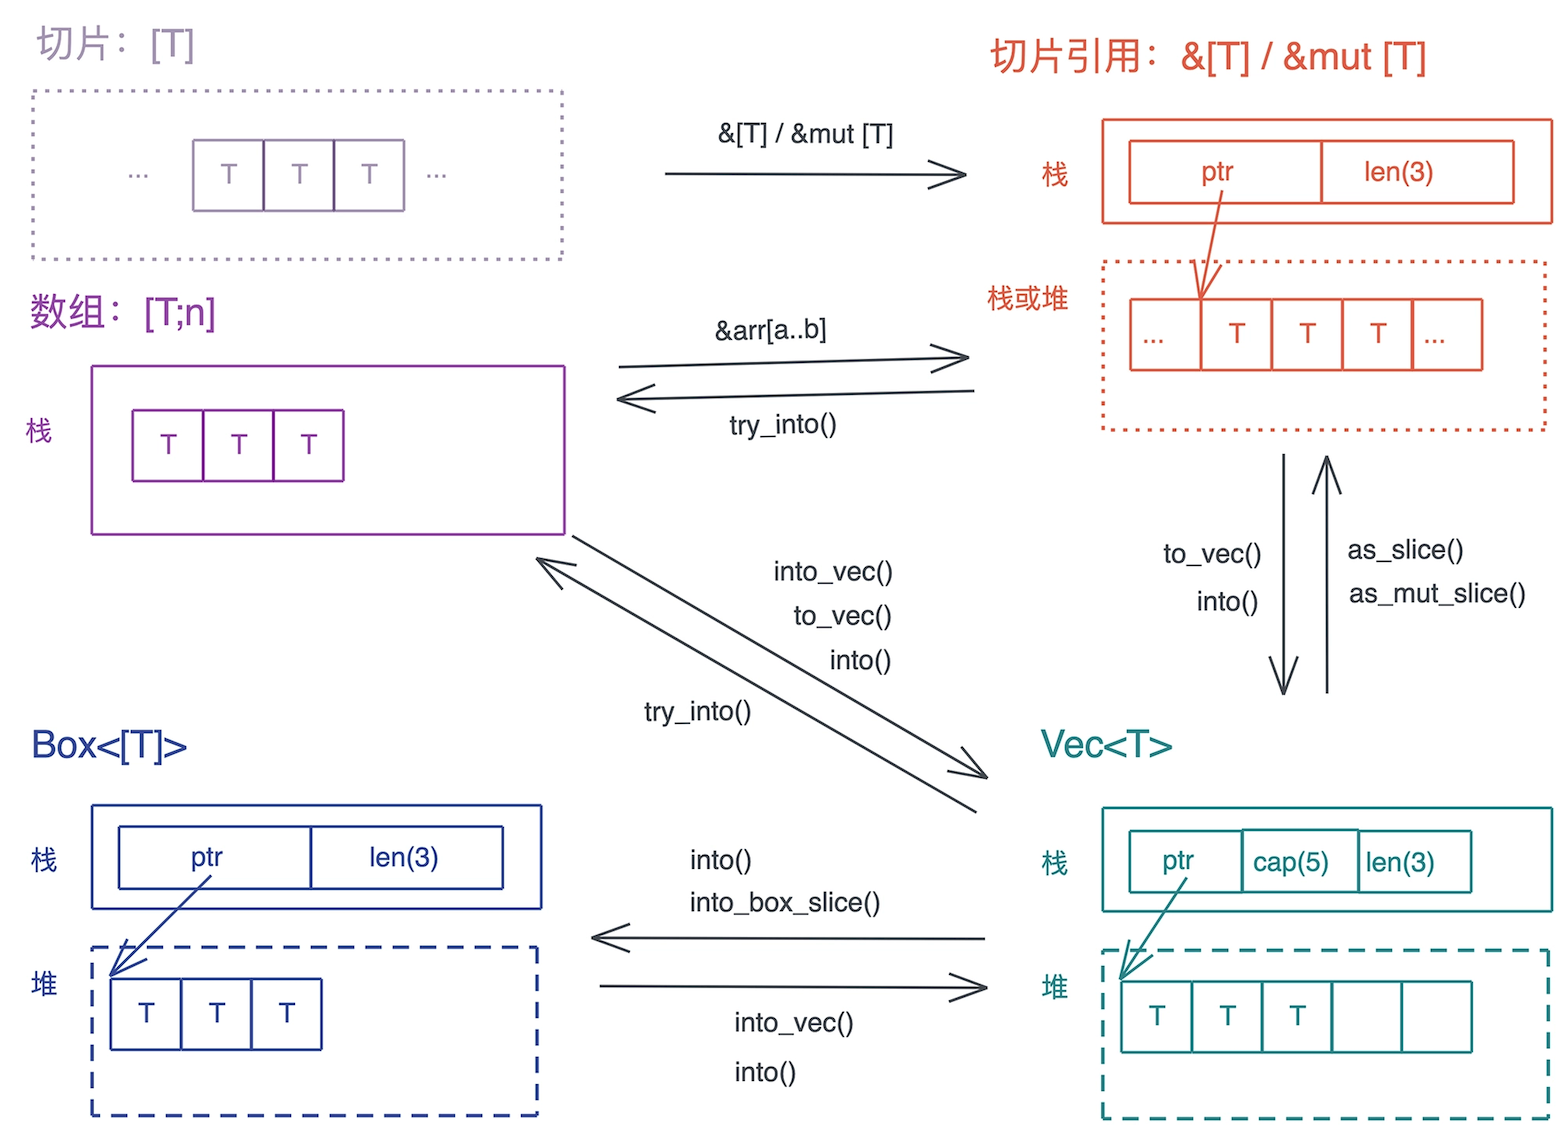 切片：[T]
... T T T ...
&[T] / &mut [T]
切片引用：&[T] / &mut [T]
栈
ptr len(3)
栈或堆
... T T T ...
数组：[T;n]
栈
T T T
&arr[a..b]
try_into()
to_vec()
into()
as_slice()
as_mut_slice()
into_vec()
to_vec()
into()
try_into()
Box<[T]>
栈
ptr len(3)
堆
T T T
into()
into_box_slice()
into_vec()
into()
Vec<T>
栈
ptr cap(5) len(3)
堆
T T T